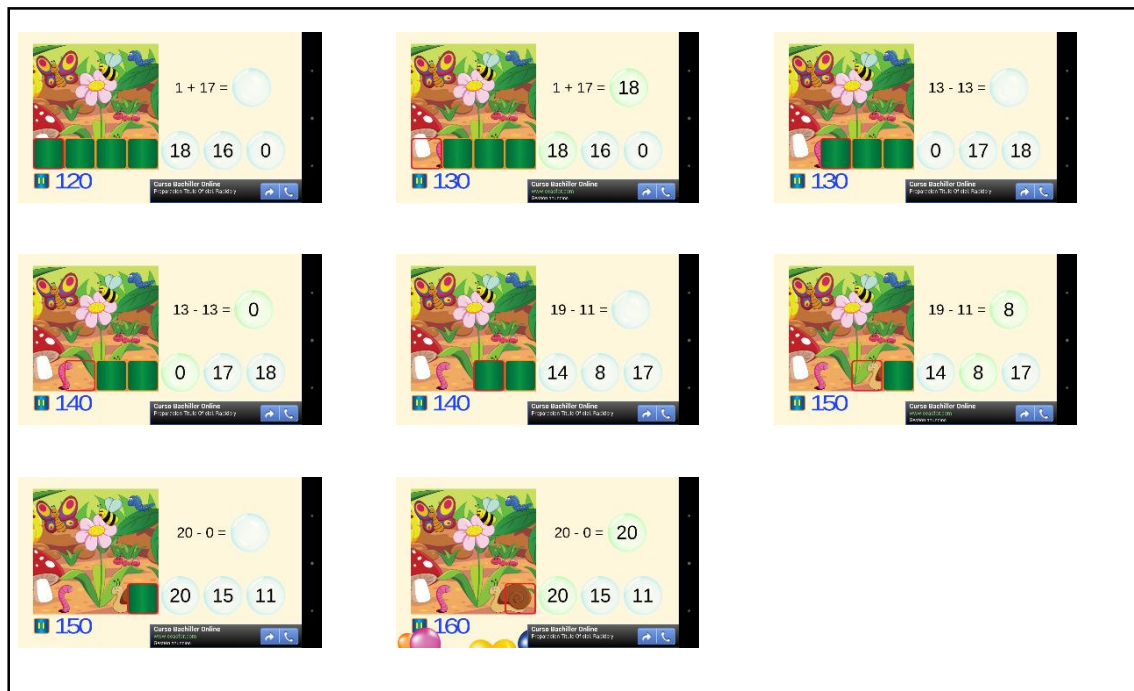 1 + 17 =
18 16 0
120
Curso Bachiller Online
1 + 17 = 18
18 16 0
130
Curso Bachiller Online
13 - 13 =
0 17 18
130
Curso Bachiller Online
13 - 13 = 0
0 17 18
140
Curso Bachiller Online
19 - 11 =
14 8 17
140
Curso Bachiller Online
19 - 11 = 8
14 8 17
150
Curso Bachiller Online
20 - 0 =
20 15 11
150
Curso Bachiller Online
20 - 0 = 20
20 15 11
160
Curso Bachiller Online